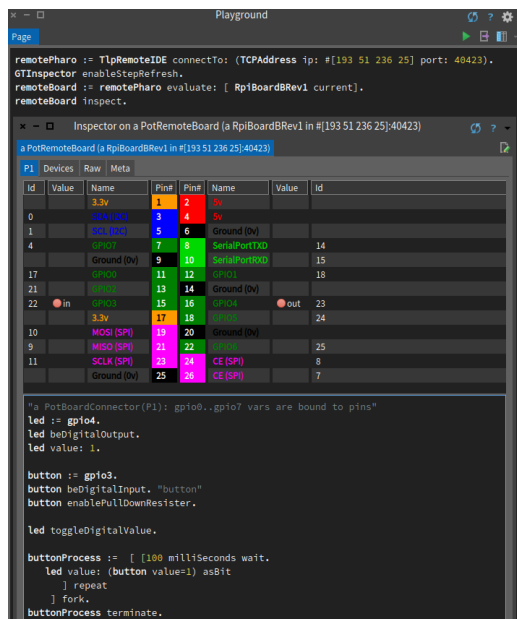 Playground
Page
remotePharo := TlpRemoteIDE connectTo: (TCPAddress ip: #[193 51 236 25] port: 40423).
GTInspector enableStepRefresh.
remoteBoard := remotePharo evaluate: [ RpiBoardBRev1 current].
remoteBoard inspect.
Inspector on a PotRemoteBoard (a RpiBoardBRev1 in #[193 51 236 25]:40423)
a PotRemoteBoard (a RpiBoardBRev1 in #[193 51 236 25]:40423)
P1 Devices Raw Meta
Id Value Name Pin# Pin# Name Value Id
3.3v 1 2 5v
0 SDA (I2C) 3 4 5v
1 SCL (I2C) 5 6 Ground (0v)
4 GPIO7 7 8 SerialPortTXD 14
Ground (0v) 9 10 SerialPortRXD 15
17 GPIO0 11 12 GPIO1 18
21 GPIO2 13 14 Ground (0v)
22 in GPIO3 15 16 GPIO4 out 23
3.3v 17 18 GPIO5 24
10 MOSI (SPI) 19 20 Ground (0v)
9 MISO (SPI) 21 22 GPIO6 25
11 SCLK (SPI) 23 24 CE (SPI) 8
Ground (0v) 25 26 CE (SPI) 7
"a PotBoardConnector(P1): gpio0..gpio7 vars are bound to pins"
led := gpio4.
led beDigitalOutput.
led value: 1.
button := gpio3.
button beDigitalInput. "button"
button enablePullDownResister.
led toggleDigitalValue.
buttonProcess := [ [100 milliSeconds wait.
led value: (button value=1) asBit
] repeat
] fork.
buttonProcess terminate.